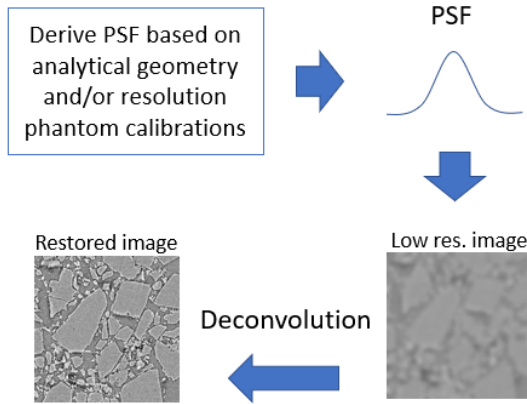 Derive PSF based on
analytical geometry
and/or resolution
phantom calibrations
PSF
Low res. image
Deconvolution
Restored image